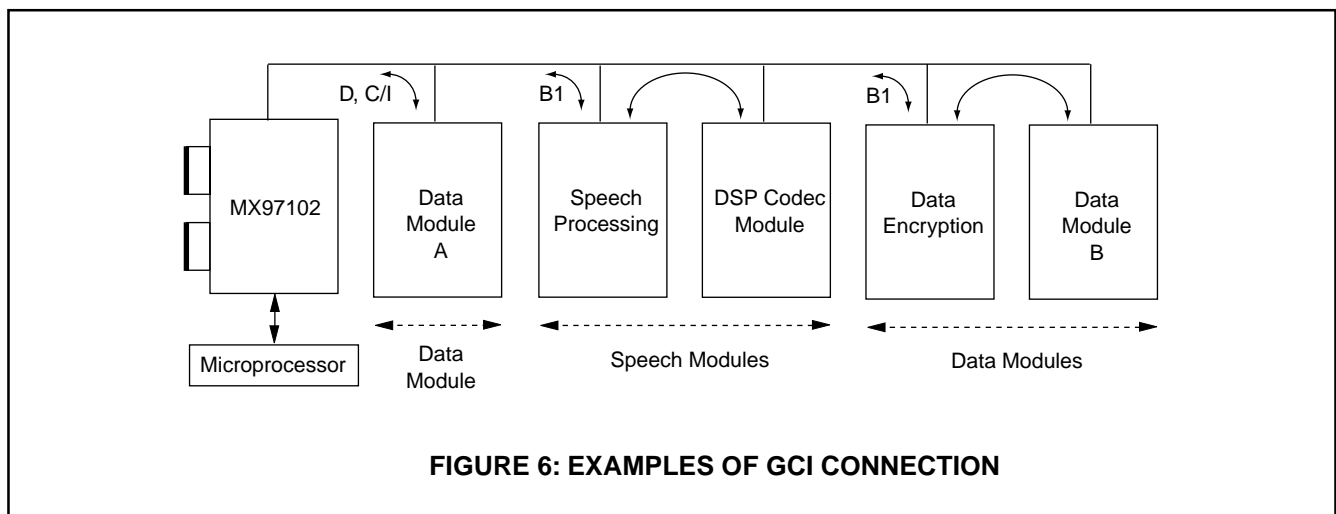 D, C/I
B1
B1
MX97102
Data
Module
A
Speech
Processing
DSP Codec
Module
Data
Encryption
Data
Module
B
Microprocessor
Data
Module
Speech Modules
Data Modules
FIGURE 6: EXAMPLES OF GCI CONNECTION